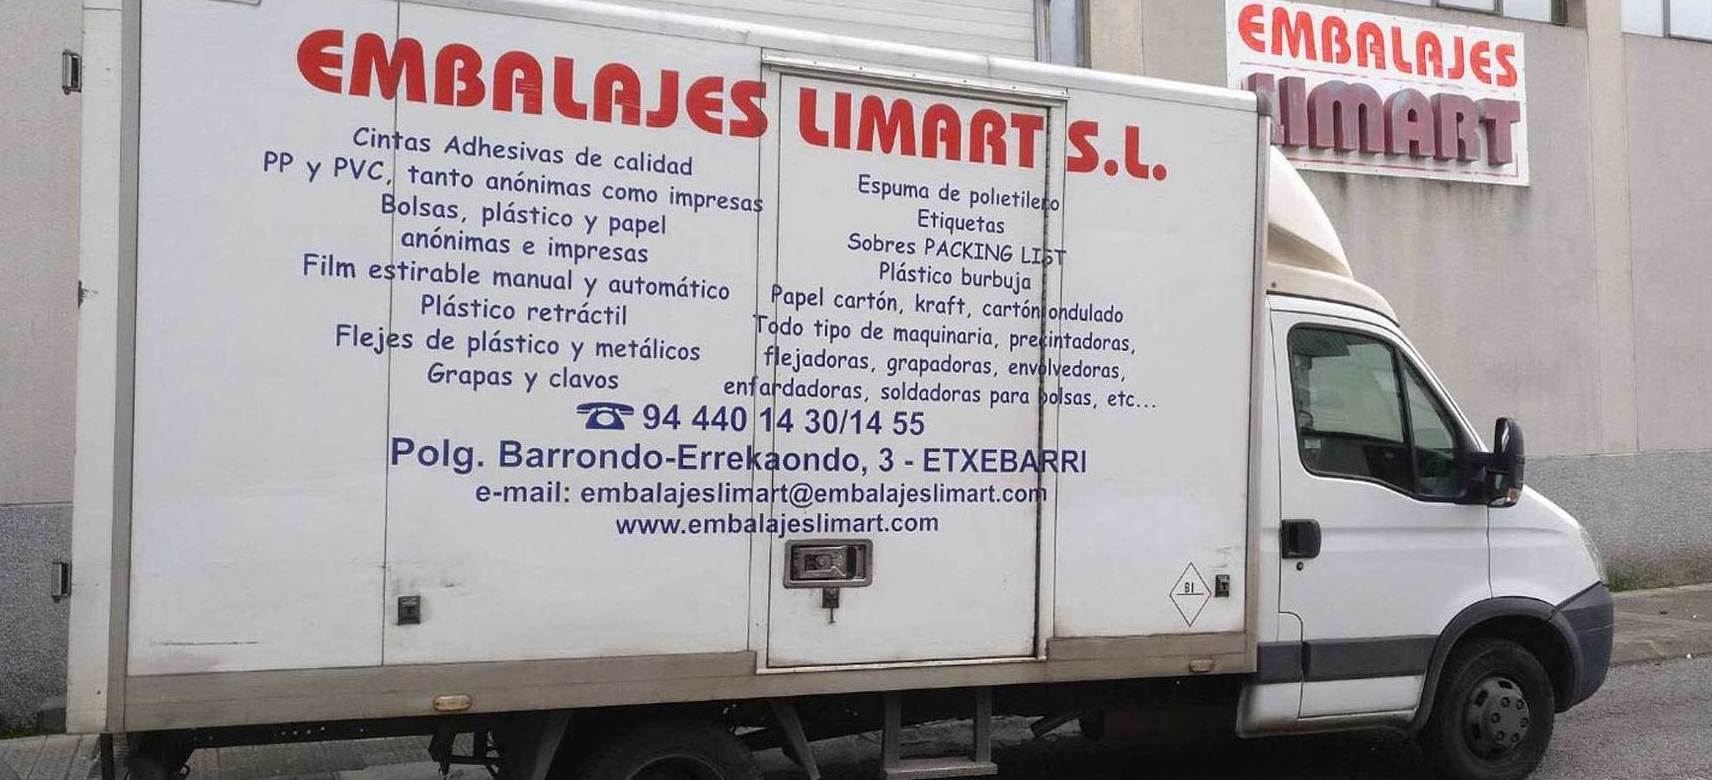 EMBALAJES LIMART S.L.
Cintas Adhesivas de calidad
PP y PVC, tanto anónimas como impresas
Bolsas, plástico y papel
anónimas e impresas
Film estirable manual y automático
Plástico retráctil
Flejes de plástico y metálicos
Grapas y clavos
Espuma de polietileno
Etiquetas
Sobres PACKING LIST
Plástico burbuja
Papel cartón, kraft, cartón ondulado
Todo tipo de maquinaria, precintadoras,
flejadoras, grapadoras, envolvedoras,
enfardadoras, soldadoras para bolsas, etc...
☎ 94 440 14 30/14 55
Polg. Barrondo-Errekaondo, 3 - ETXEBARRI
e-mail: embalajeslimart@embalajeslimart.com
www.embalajeslimart.com
BI
EMBALAJES
LIMART